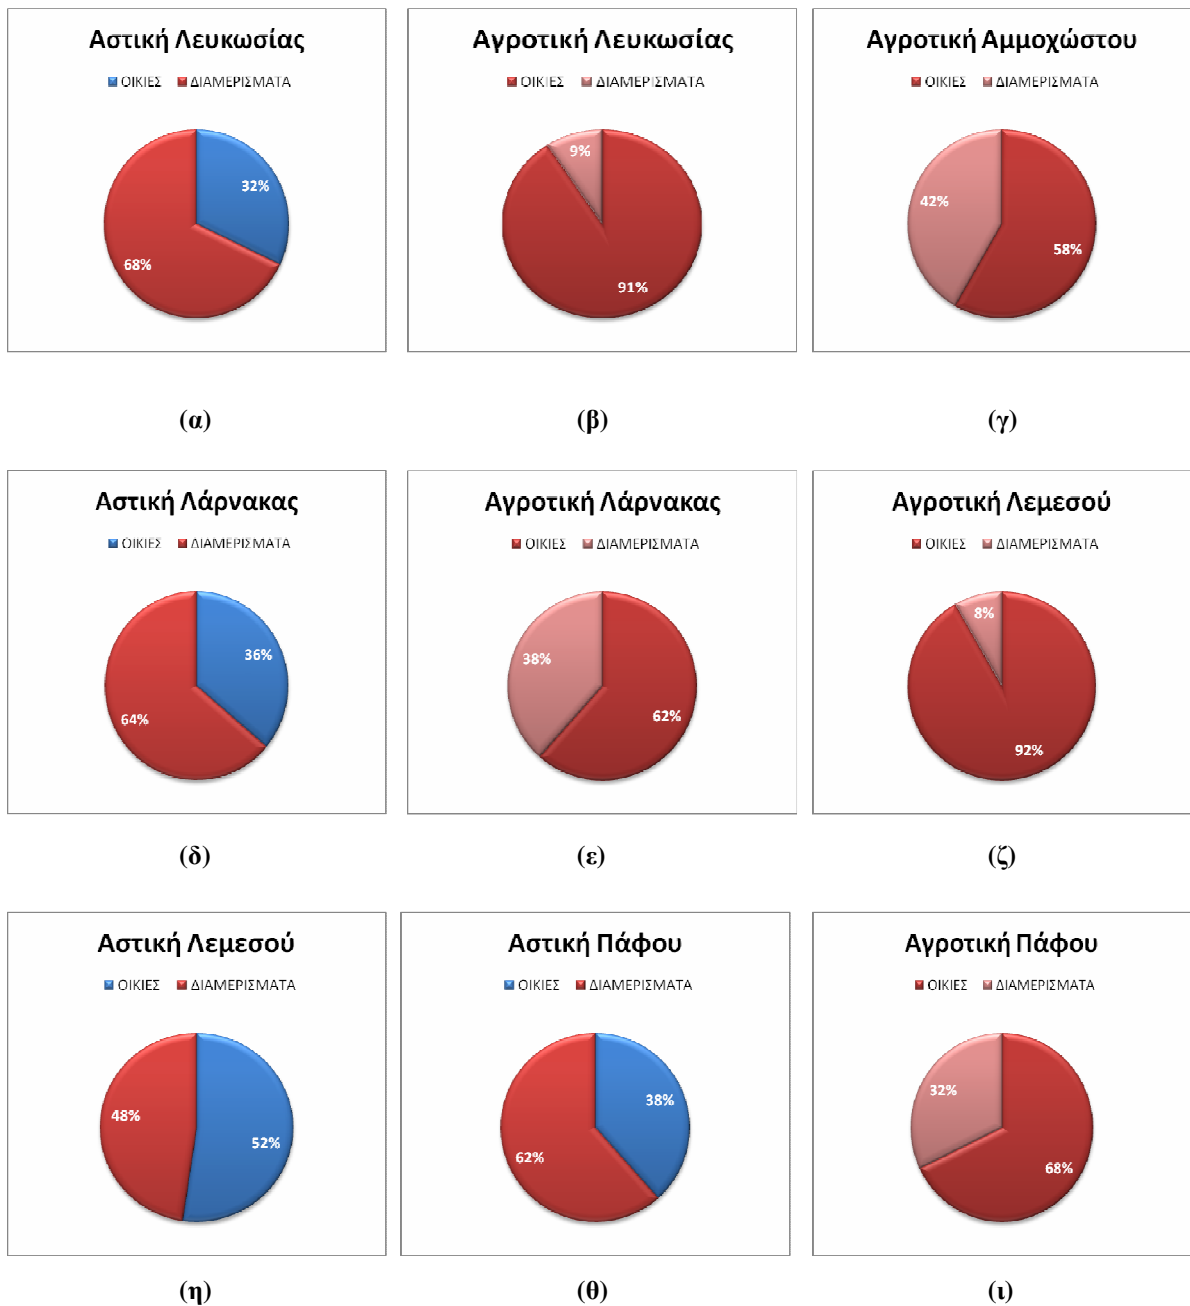 Αστική Λευκωσίας
ΟΙΚΙΕΣ ΔΙΑΜΕΡΙΣΜΑΤΑ
32%
68%
(α)
Αγροτική Λευκωσίας
ΟΙΚΙΕΣ ΔΙΑΜΕΡΙΣΜΑΤΑ
9%
91%
(β)
Αγροτική Αμμοχώστου
ΟΙΚΙΕΣ ΔΙΑΜΕΡΙΣΜΑΤΑ
42%
58%
(γ)
Αστική Λάρνακας
ΟΙΚΙΕΣ ΔΙΑΜΕΡΙΣΜΑΤΑ
36%
64%
(δ)
Αγροτική Λάρνακας
ΟΙΚΙΕΣ ΔΙΑΜΕΡΙΣΜΑΤΑ
38%
62%
(ε)
Αγροτική Λεμεσού
ΟΙΚΙΕΣ ΔΙΑΜΕΡΙΣΜΑΤΑ
8%
92%
(ζ)
Αστική Λεμεσού
ΟΙΚΙΕΣ ΔΙΑΜΕΡΙΣΜΑΤΑ
48%
52%
(η)
Αστική Πάφου
ΟΙΚΙΕΣ ΔΙΑΜΕΡΙΣΜΑΤΑ
38%
62%
(θ)
Αγροτική Πάφου
ΟΙΚΙΕΣ ΔΙΑΜΕΡΙΣΜΑΤΑ
32%
68%
(ι)